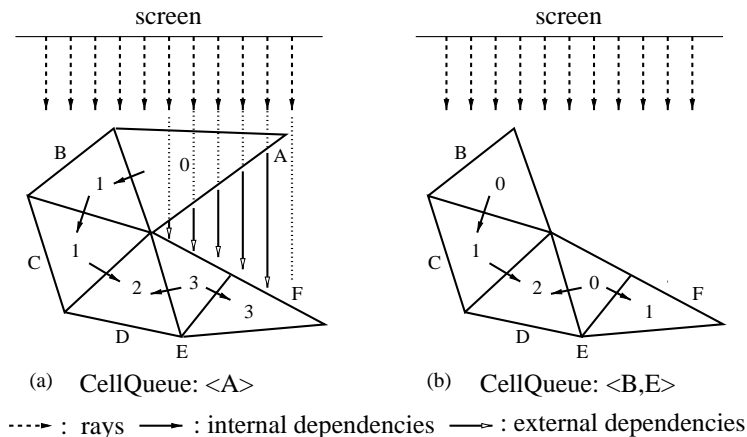 screen
screen
B
0
A
1
C
1
2
3
3
F
D
E
(a) CellQueue: <A>
B
0
C
1
2
0
1
F
D
E
(b) CellQueue: <B,E>
: rays : internal dependencies : external dependencies